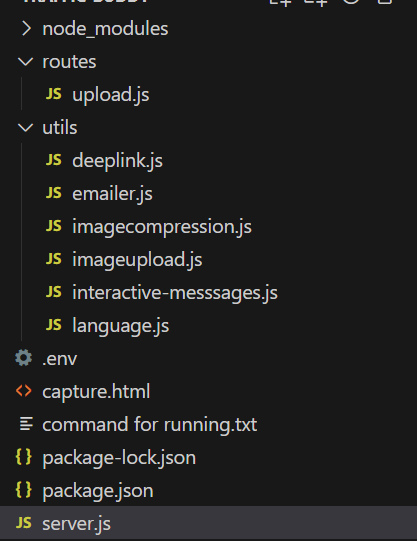 node_modules
routes
JS upload.js
utils
JS deeplink.js
JS emailer.js
JS imagecompression.js
JS imageupload.js
JS interactive-messsages.js
JS language.js
.env
<> capture.html
command for running.txt
{} package-lock.json
{} package.json
JS server.js